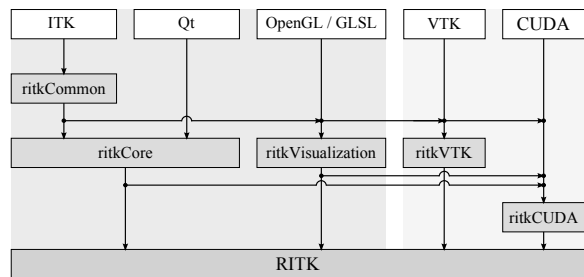 ITK Qt OpenGL / GLSL VTK CUDA
ritkCommon
ritkCore ritkVisualization ritkVTK
ritkCUDA
RITK